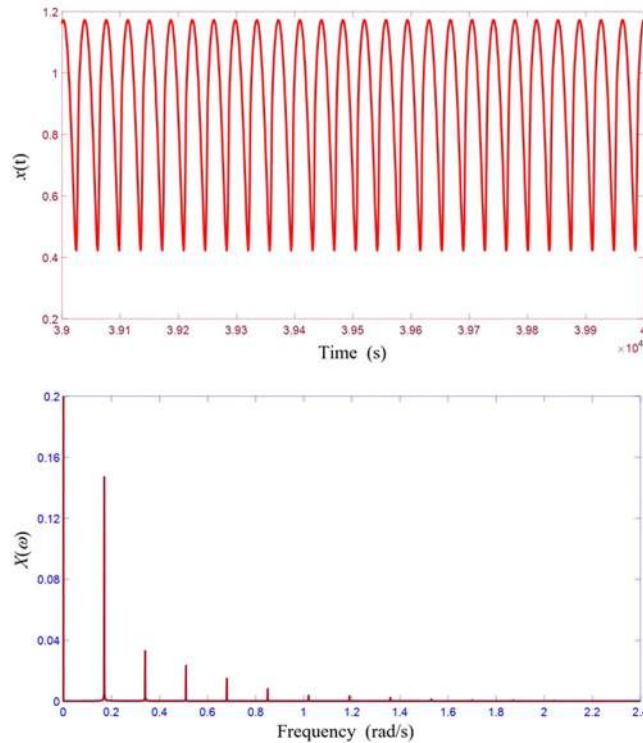 1.2
1
0.8
0.6
0.4
0.2
x(t)
3.9 3.91 3.92 3.93 3.94 3.95 3.96 3.97 3.98 3.99 4
×10⁴
Time (s)
0.2
0.16
0.12
0.08
0.04
0
X(ω)
0 0.2 0.4 0.6 0.8 1 1.2 1.4 1.6 1.8 2 2.2 2.4
Frequency (rad/s)